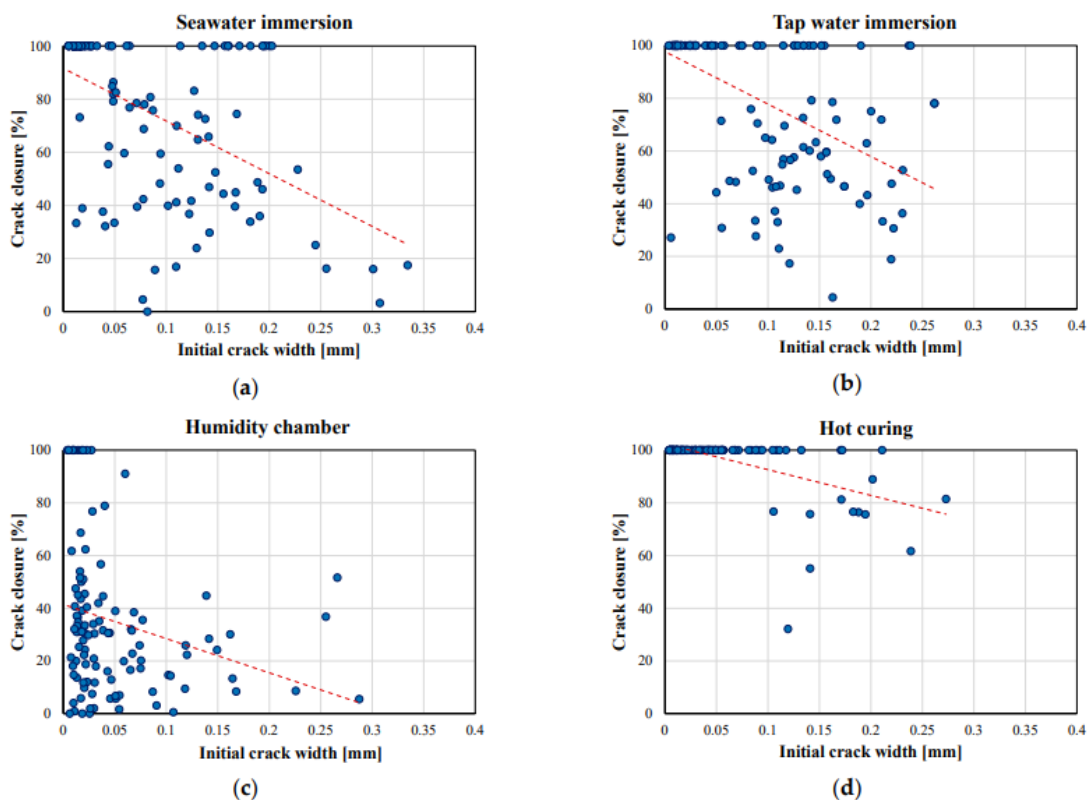 Seawater immersion
100
80
60
40
20
0
Crack closure [%]
0 0.05 0.1 0.15 0.2 0.25 0.3 0.35 0.4
Initial crack width [mm]
(a)
Tap water immersion
100
80
60
40
20
0
Crack closure [%]
0 0.05 0.1 0.15 0.2 0.25 0.3 0.35 0.4
Initial crack width [mm]
(b)
Humidity chamber
100
80
60
40
20
0
Crack closure [%]
0 0.05 0.1 0.15 0.2 0.25 0.3 0.35 0.4
Initial crack width [mm]
(c)
Hot curing
100
80
60
40
20
0
Crack closure [%]
0 0.05 0.1 0.15 0.2 0.25 0.3 0.35 0.4
Initial crack width [mm]
(d)